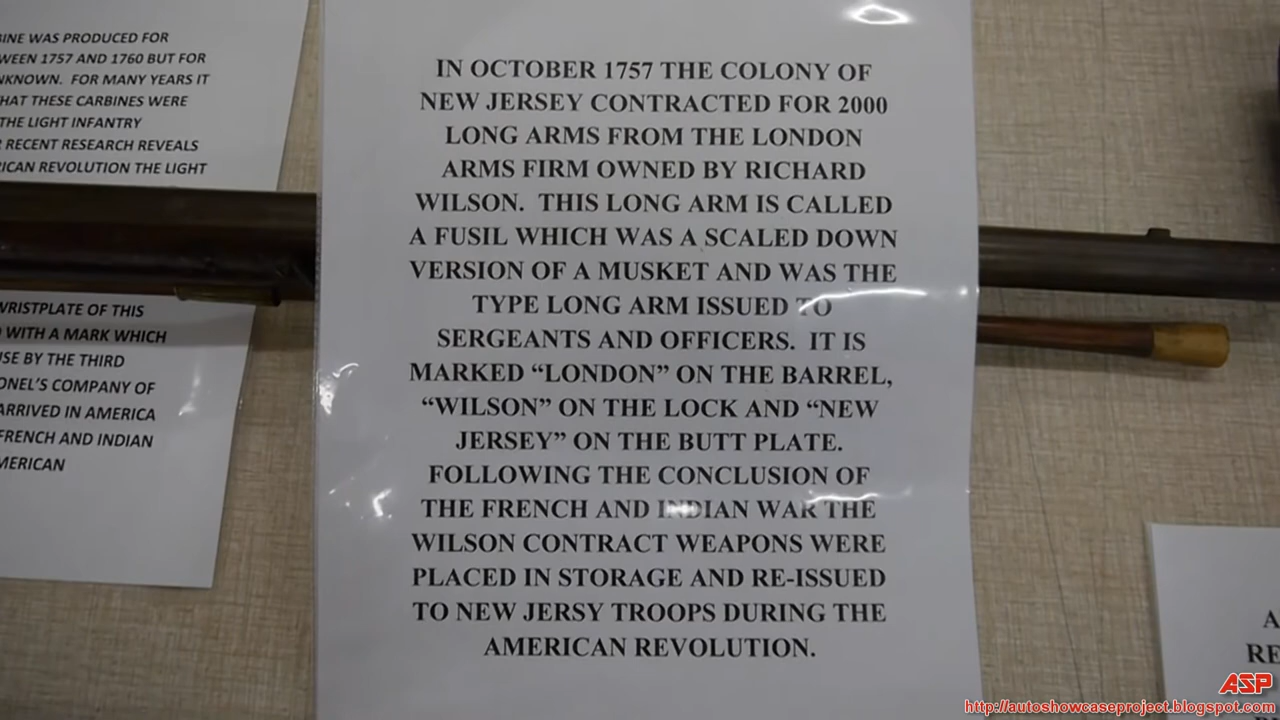 BINE WAS PRODUCED FOR
WEEN 1757 AND 1760 BUT FOR
NKNOWN. FOR MANY YEARS IT
HAT THESE CARBINES WERE
THE LIGHT INFANTRY
RECENT RESEARCH REVEALS
RICAN REVOLUTION THE LIGHT
WRISTPLATE OF THIS
WITH A MARK WHICH
USE BY THE THIRD
ONEL'S COMPANY OF
ARRIVED IN AMERICA
FRENCH AND INDIAN
MERICAN
IN OCTOBER 1757 THE COLONY OF
NEW JERSEY CONTRACTED FOR 2000
LONG ARMS FROM THE LONDON
ARMS FIRM OWNED BY RICHARD
WILSON. THIS LONG ARM IS CALLED
A FUSIL WHICH WAS A SCALED DOWN
VERSION OF A MUSKET AND WAS THE
TYPE LONG ARM ISSUED TO
SERGEANTS AND OFFICERS. IT IS
MARKED “LONDON” ON THE BARREL,
“WILSON” ON THE LOCK AND “NEW
JERSEY” ON THE BUTT PLATE.
FOLLOWING THE CONCLUSION OF
THE FRENCH AND INDIAN WAR THE
WILSON CONTRACT WEAPONS WERE
PLACED IN STORAGE AND RE-ISSUED
TO NEW JERSY TROOPS DURING THE
AMERICAN REVOLUTION.
A
RE
ASP
http://autoshowcaseproject.blogspot.com